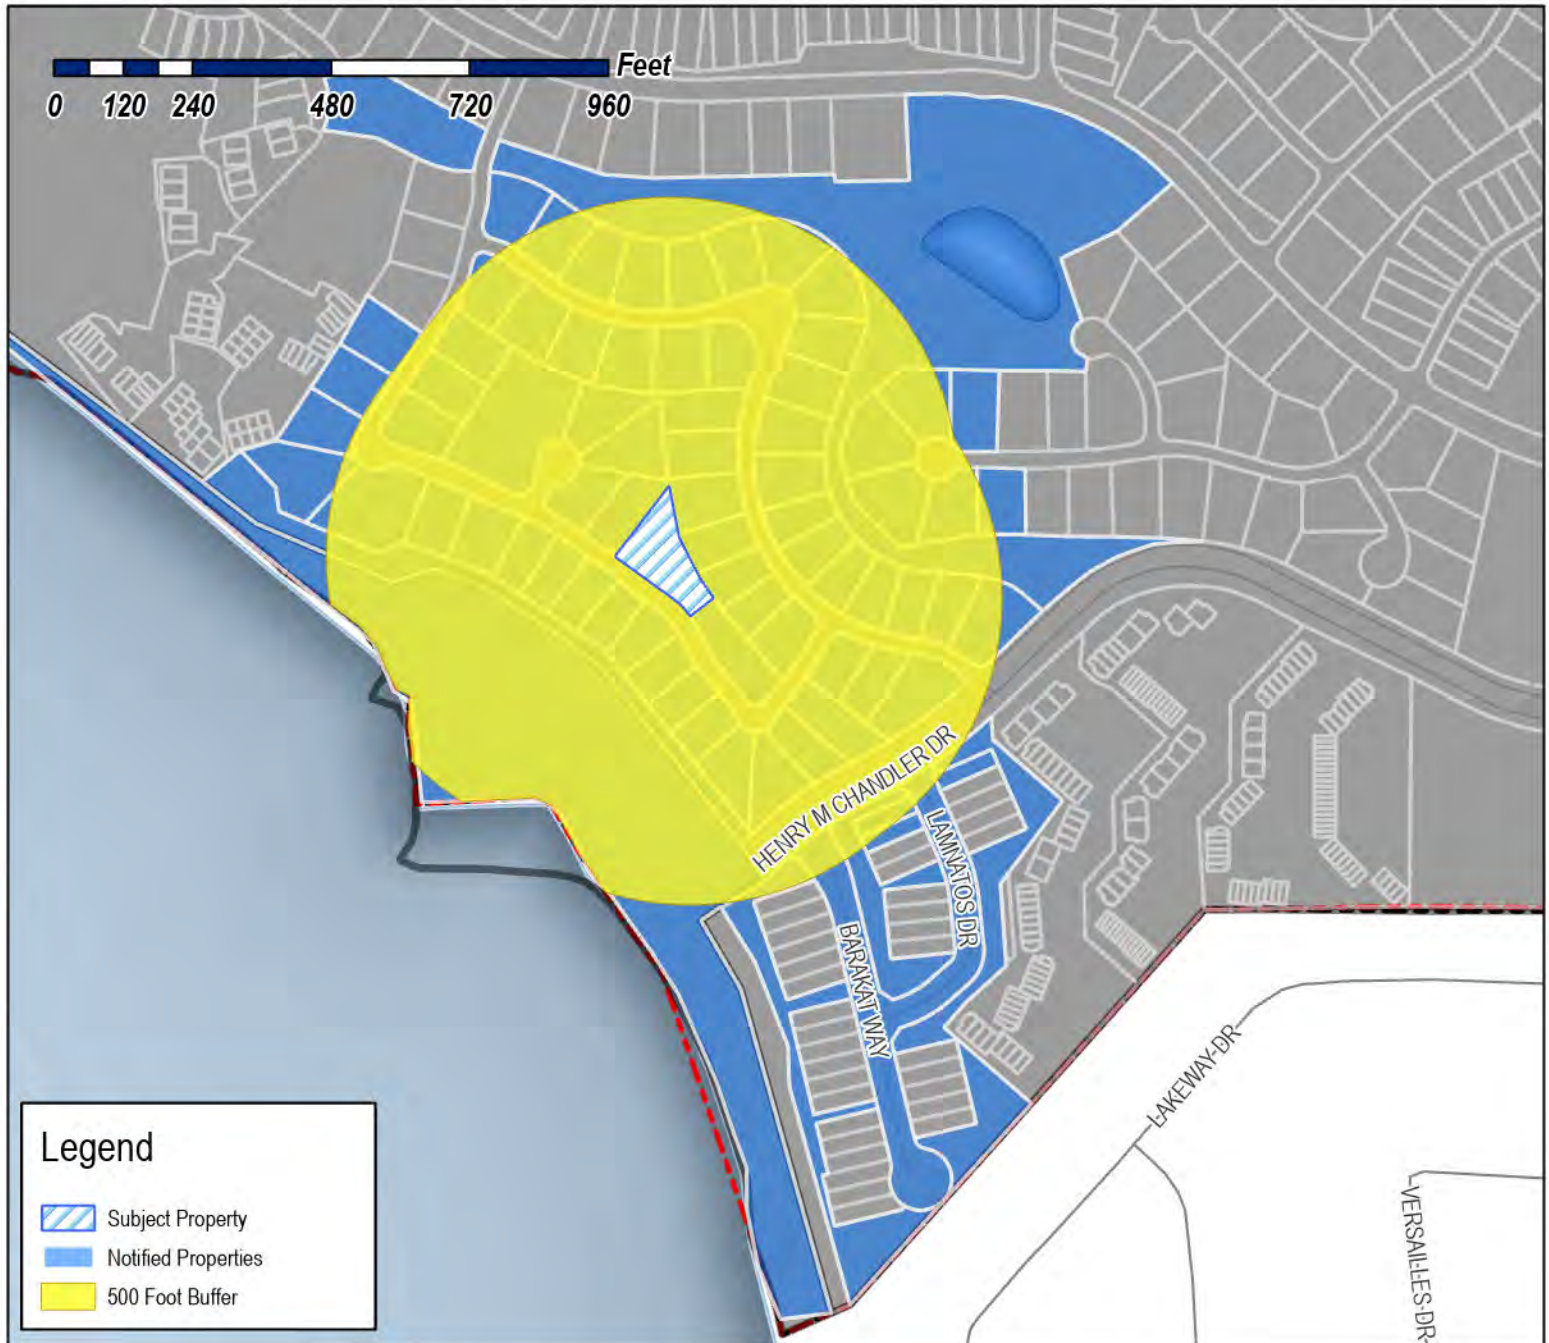 Feet
0 120 240 480 720 960
HENRY M CHANDLER DR
LAMNATOS DR
BARAKAT WAY
LAKEWAY DR
VERSAILLES DR
Legend
Subject Property
Notified Properties
500 Foot Buffer